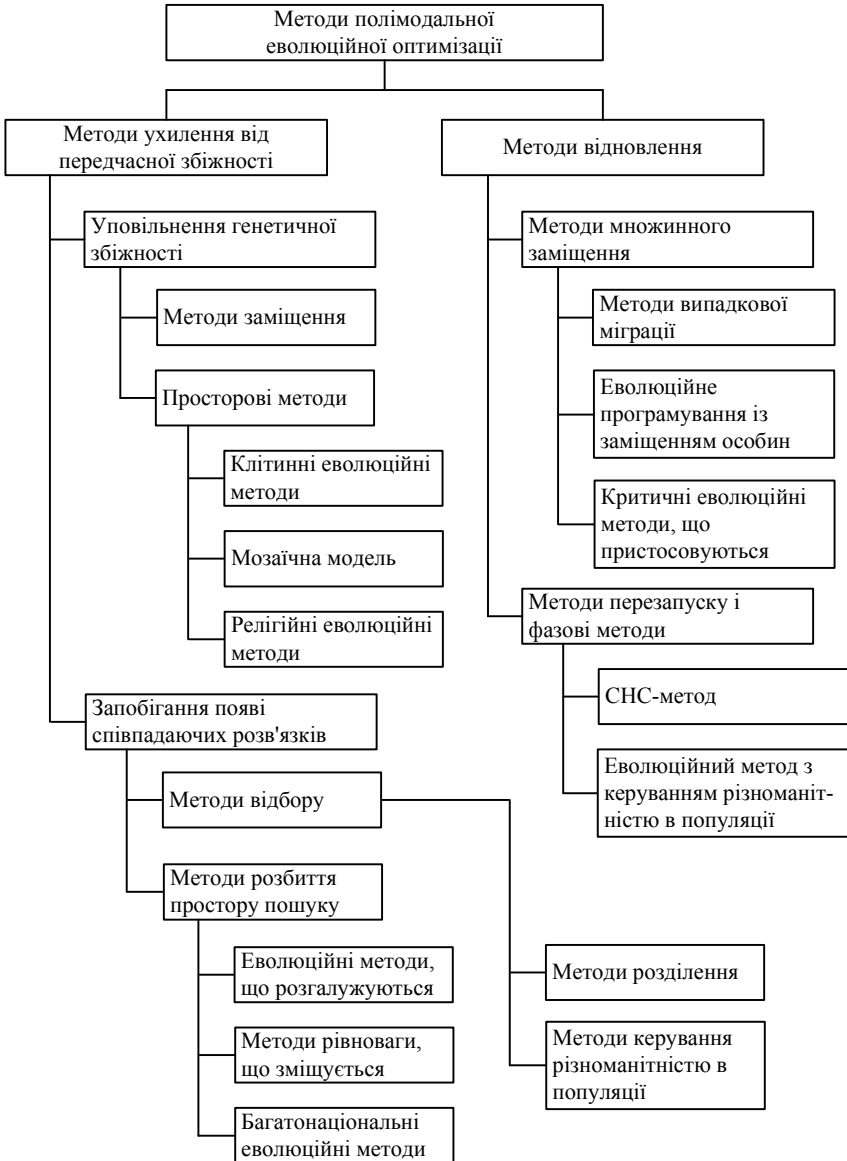 Методи полімодальної
еволюційної оптимізації
Методи ухилення від
передчасної збіжності
Методи відновлення
Уповільнення генетичної
збіжності
Методи множинного
заміщення
Методи заміщення
Методи випадкової
міграції
Просторові методи
Еволюційне
програмування із
заміщенням особин
Клітинні еволюційні
методи
Критичні еволюційні
методи, що
пристосовуються
Мозаїчна модель
Релігійні еволюційні
методи
Методи перезапуску і
фазові методи
СНС-метод
Запобігання появі
співпадаючих розв'язків
Еволюційний метод з
керуванням різноманіт-
ністю в популяції
Методи відбору
Методи розбиття
простору пошуку
Еволюційні методи,
що розгалужуються
Методи розділення
Методи рівноваги,
що зміщується
Методи керування
різноманітністю в
популяції
Багатонаціональні
еволюційні методи